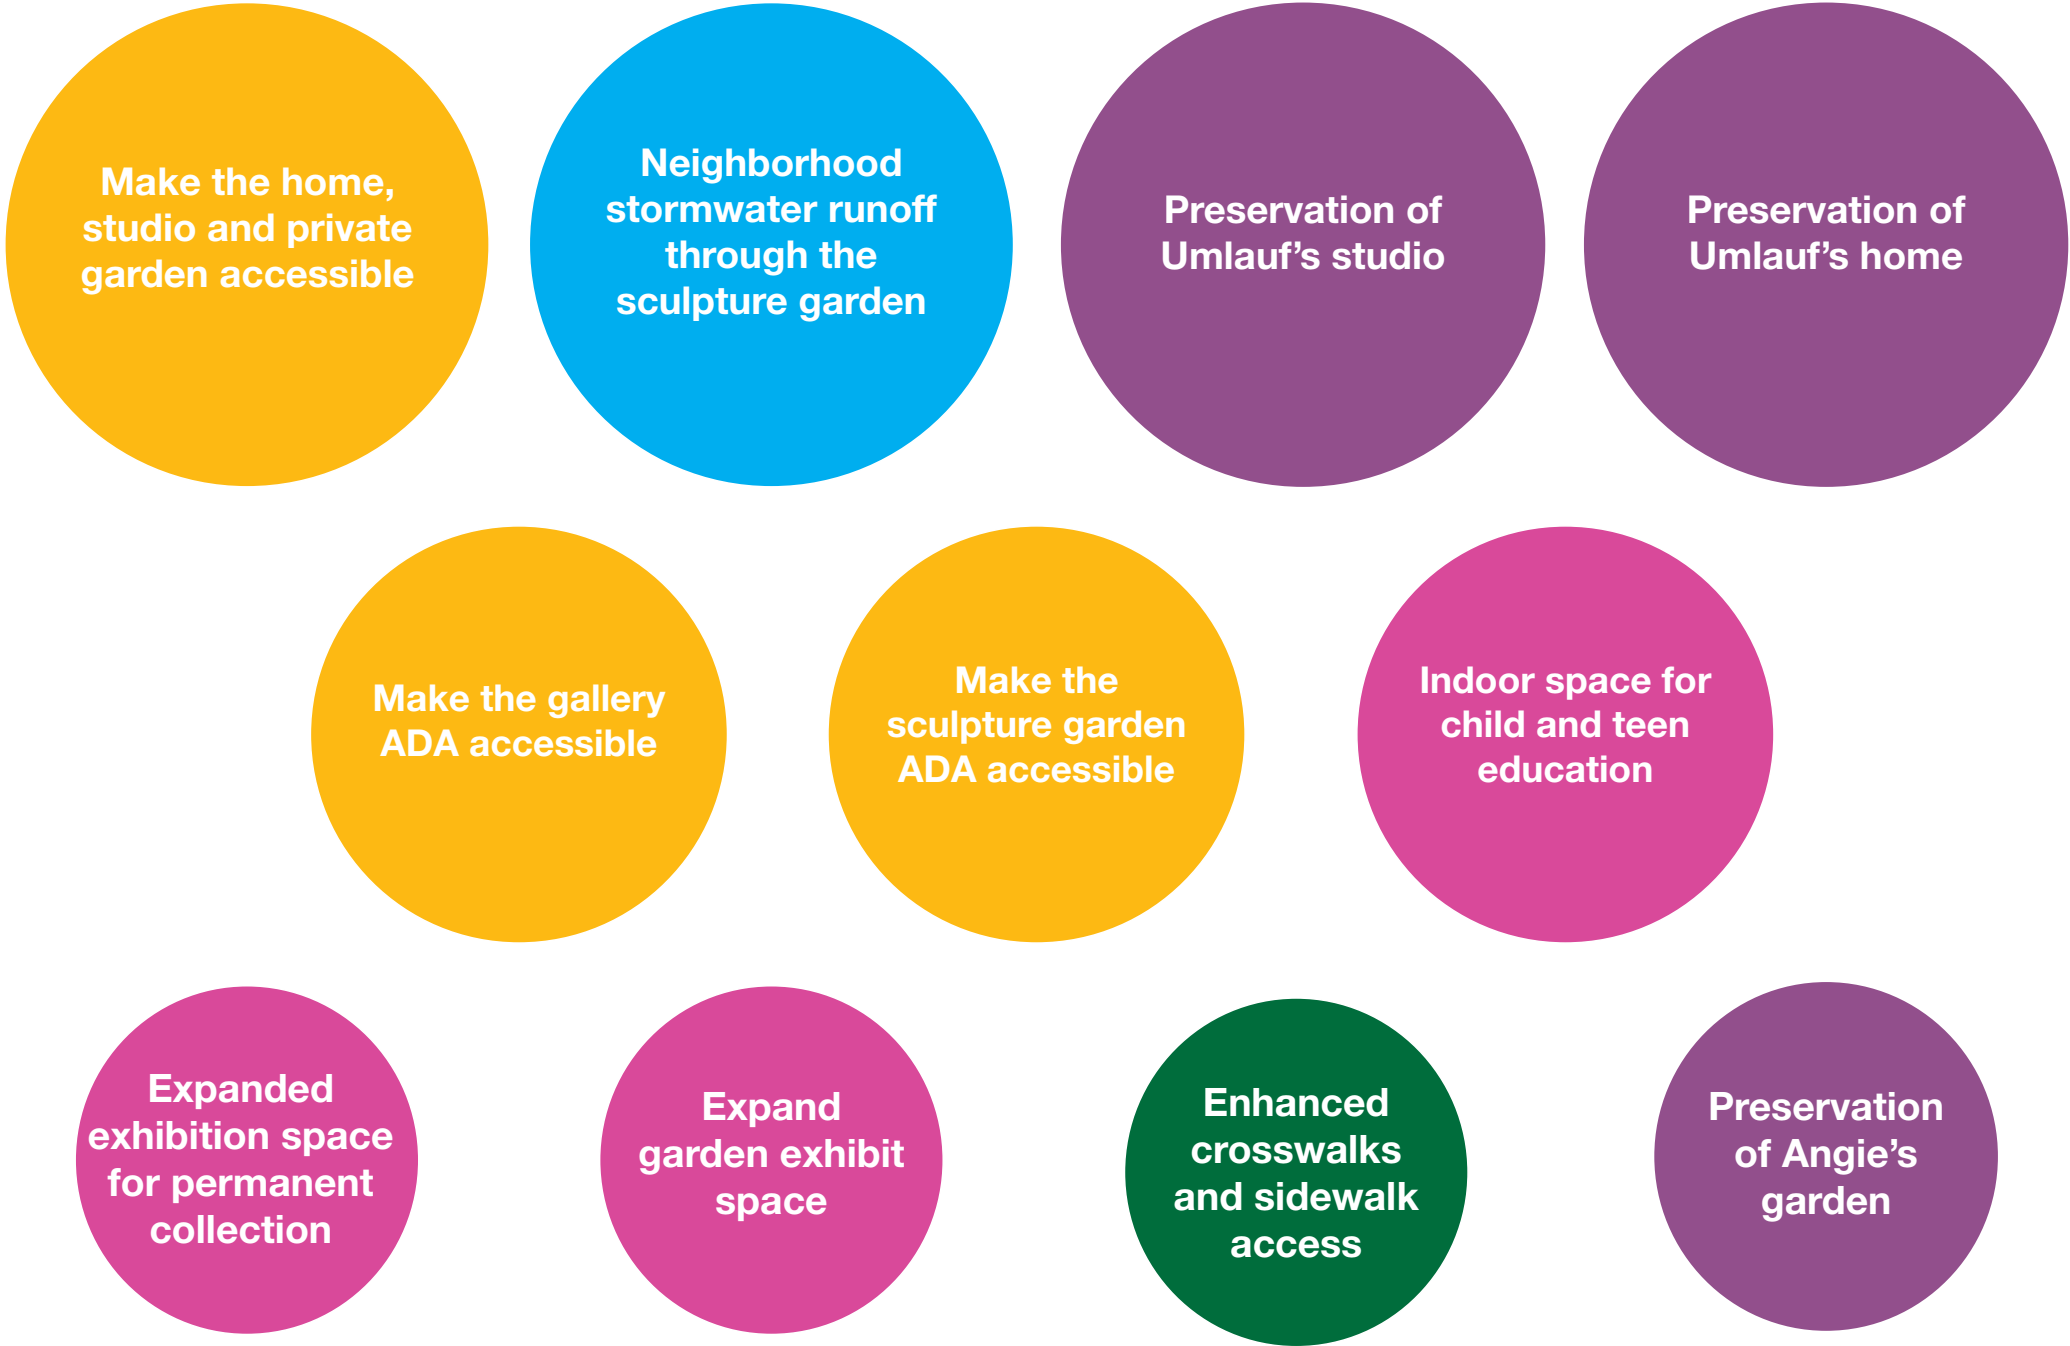 Make the home,
studio and private
garden accessible
Neighborhood
stormwater runoff
through the
sculpture garden
Preservation of
Umlauf’s studio
Preservation of
Umlauf’s home
Make the gallery
ADA accessible
Make the
sculpture garden
ADA accessible
Indoor space for
child and teen
education
Expanded
exhibition space
for permanent
collection
Expand
garden exhibit
space
Enhanced
crosswalks
and sidewalk
access
Preservation
of Angie’s
garden